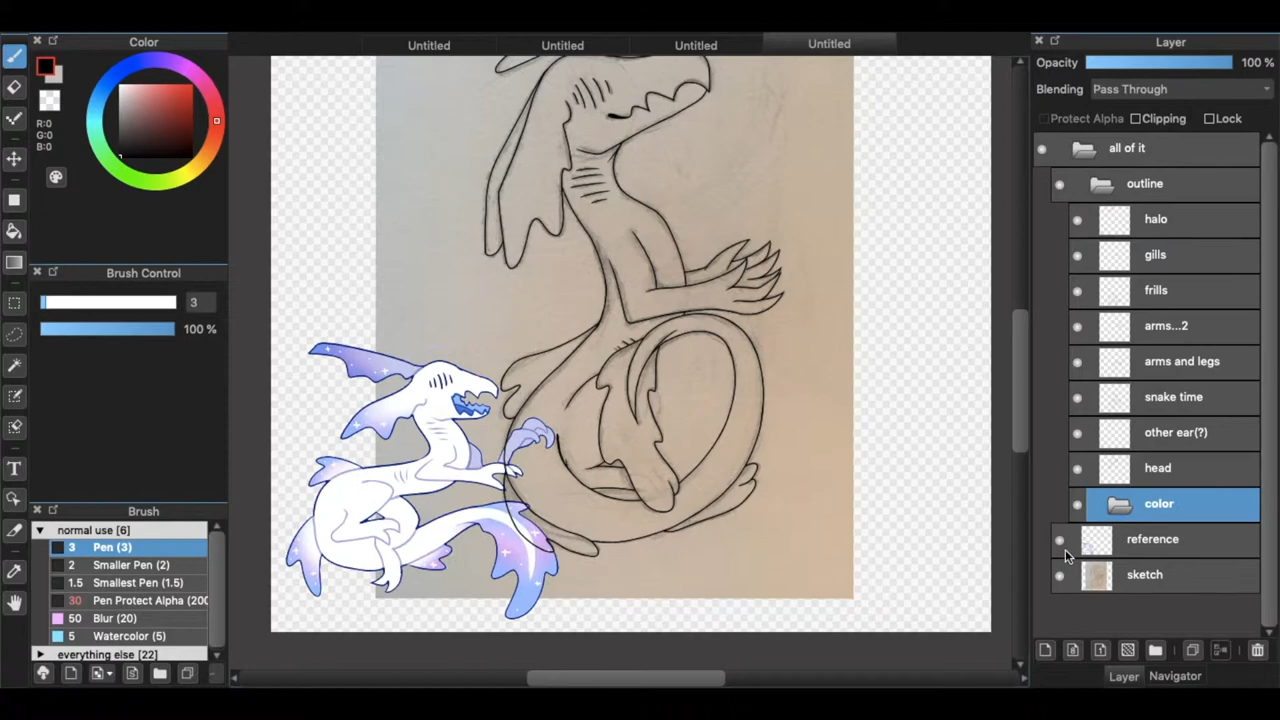 Color
Untitled
Untitled
Untitled
Untitled
R:0
G:0
B:0
Brush Control
3
100 %
Brush
normal use [6]
3 Pen (3)
2 Smaller Pen (2)
1.5 Smallest Pen (1.5)
30 Pen Protect Alpha (200
50 Blur (20)
5 Watercolor (5)
everything else [22]
T
Layer
Opacity 100 %
Blending Pass Through
Protect Alpha Clipping Lock
all of it
outline
halo
gills
frills
arms...2
arms and legs
snake time
other ear(?)
head
color
reference
sketch
Layer Navigator